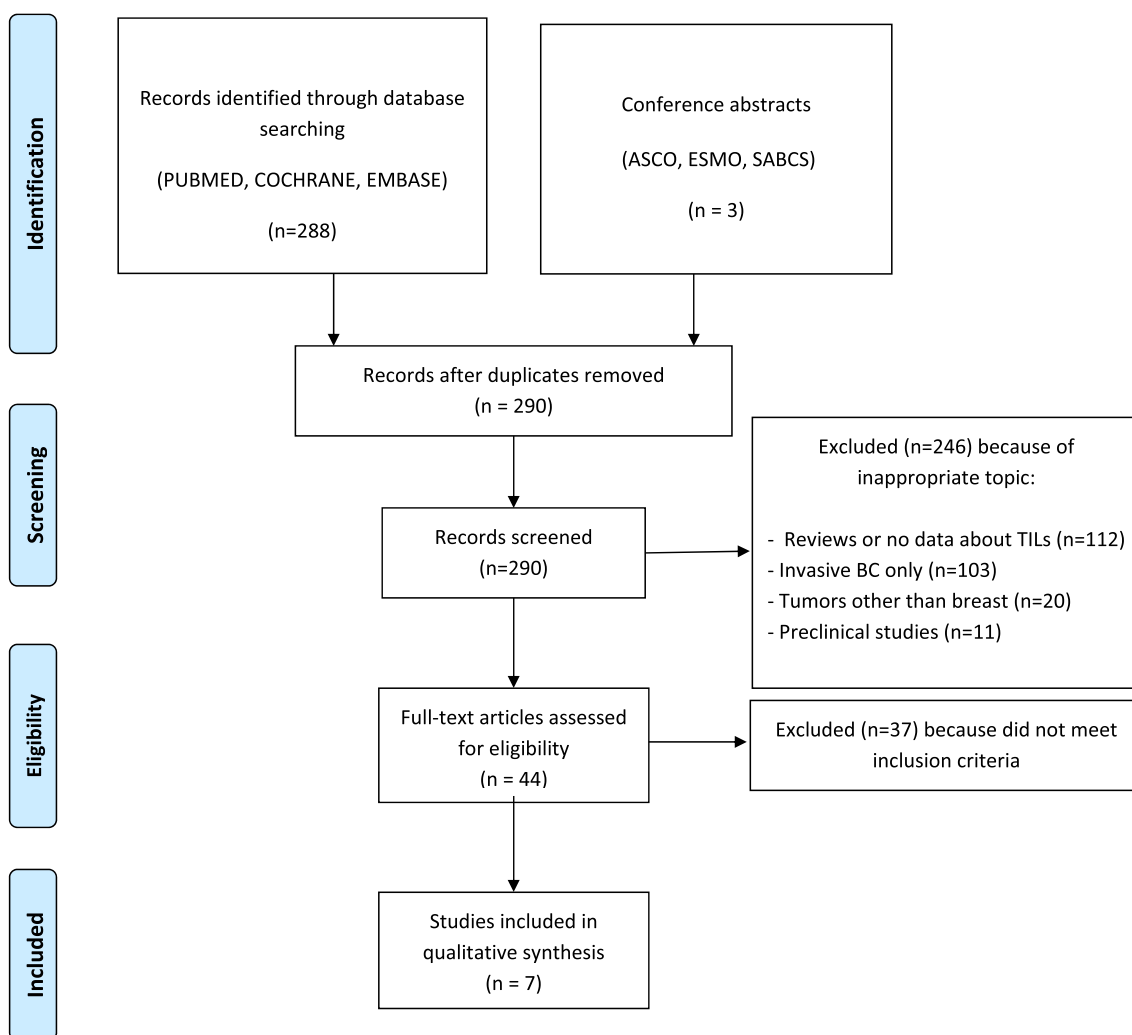 Identification
Records identified through database
searching
(PUBMED, COCHRANE, EMBASE)
(n=288)
Conference abstracts
(ASCO, ESMO, SABCS)
(n = 3)
Records after duplicates removed
(n = 290)
Screening
Records screened
(n=290)
Excluded (n=246) because of
inappropriate topic:
- Reviews or no data about TILs (n=112)
- Invasive BC only (n=103)
- Tumors other than breast (n=20)
- Preclinical studies (n=11)
Eligibility
Full-text articles assessed
for eligibility
(n = 44)
Excluded (n=37) because did not meet
inclusion criteria
Included
Studies included in
qualitative synthesis
(n = 7)